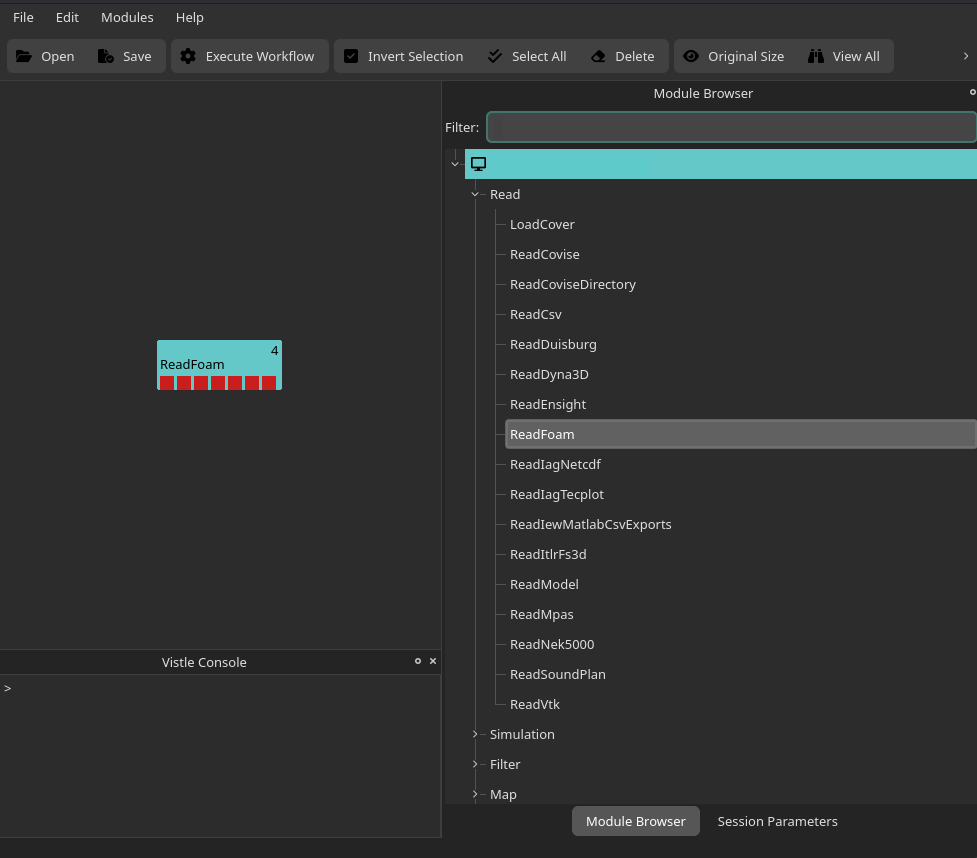 File Edit Modules Help
Open Save Execute Workflow Invert Selection Select All Delete Original Size View All
Module Browser
Filter:
Read
LoadCover
ReadCovise
ReadCoviseDirectory
ReadCsv
ReadDuisburg
ReadDyna3D
ReadEnsight
ReadFoam
ReadIagNetcdf
ReadIagTecplot
ReadIewMatlabCsvExports
ReadItlrFs3d
ReadModel
ReadMpas
ReadNek5000
ReadSoundPlan
ReadVtk
Simulation
Filter
Map
Module Browser Session Parameters
4
ReadFoam
Vistle Console
>